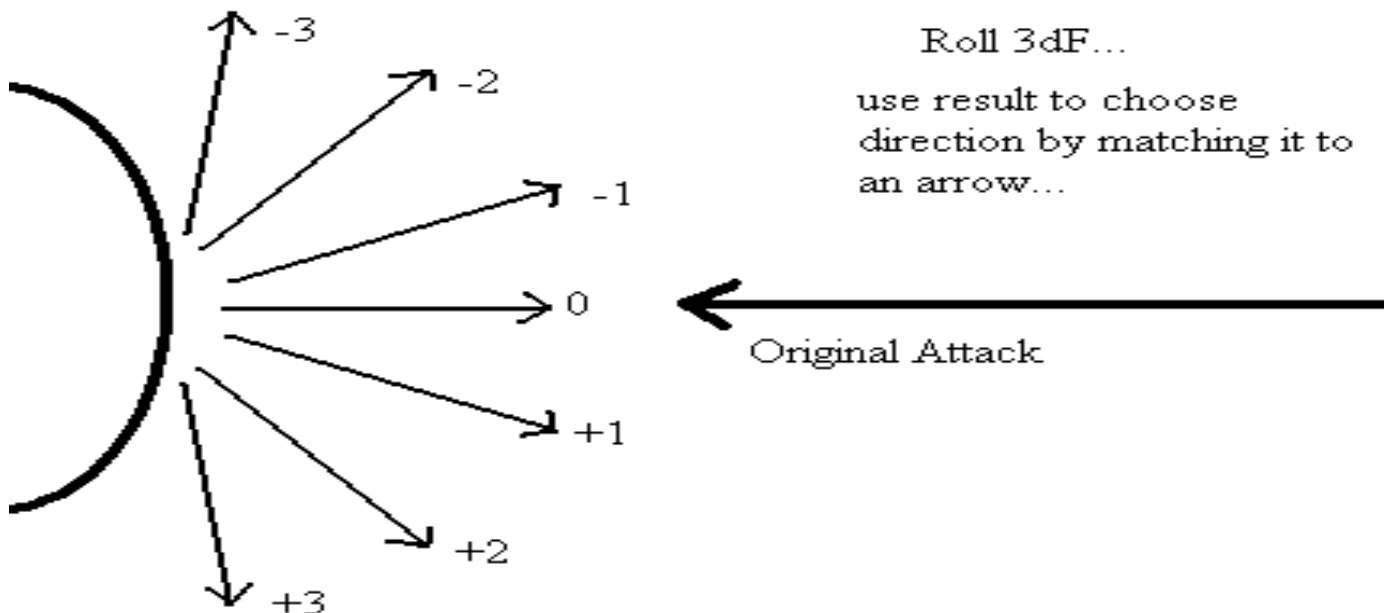 -3
Roll 3dF...
-2
use result to choose
direction by matching it to
an arrow...
-1
0
Original Attack
+1
+2
+3